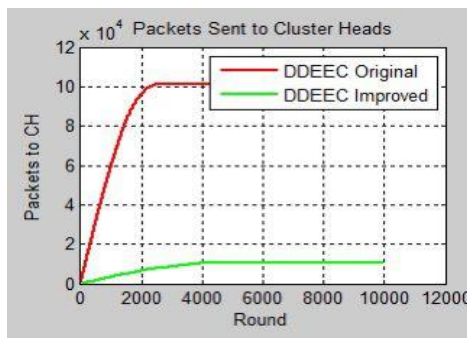 x 10⁴ Packets Sent to Cluster Heads
12
10
8
6
4
2
0
Packets to CH
DDEEC Original
DDEEC Improved
0 2000 4000 6000 8000 10000 12000
Round